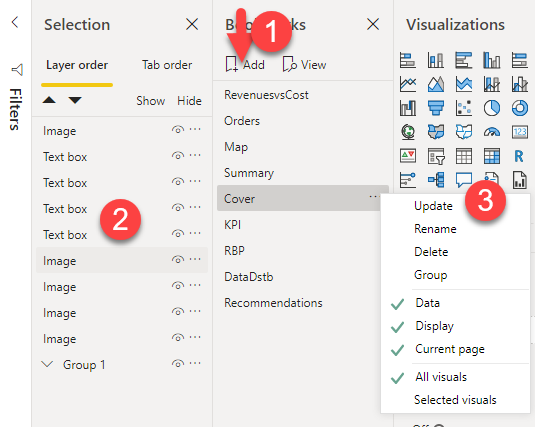 Filters
Selection
Layer order
Tab order
Show Hide
Image
Text box
Text box
Text box
Text box
Image
Image
Image
Image
Group 1
2
1
Add
View
RevenuesvsCost
Orders
Map
Summary
Cover
KPI
RBP
DataDstb
Recommendations
Visualizations
123
R
3
Update
Rename
Delete
Group
Data
Display
Current page
All visuals
Selected visuals